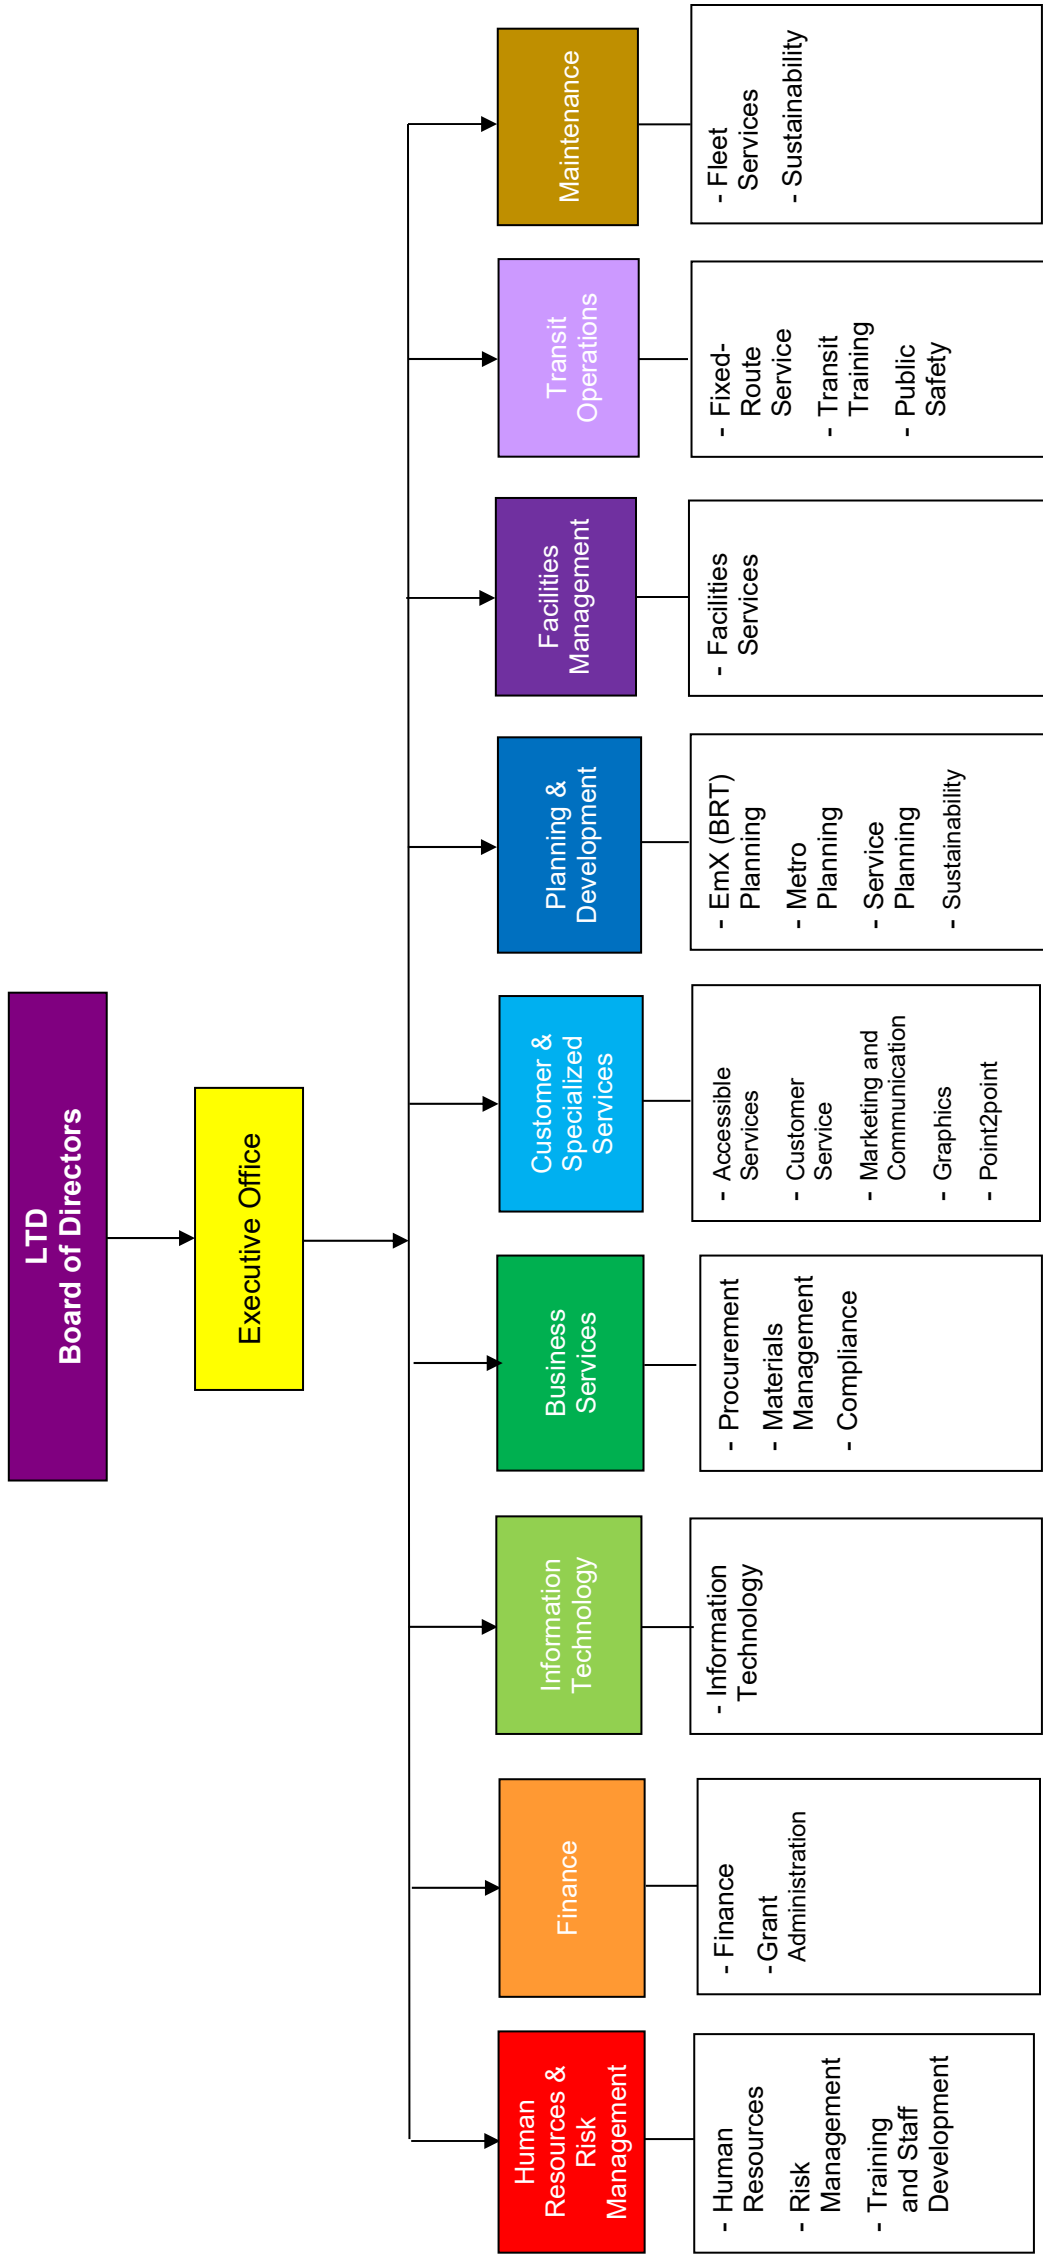 LTD
Board of Directors
Executive Office
Human
Resources &
Risk
Management
Finance
Information
Technology
Business
Services
Customer &
Specialized
Services
Planning &
Development
Facilities
Management
Transit
Operations
Maintenance
- Human
Resources
- Risk
Management
- Training
and Staff
Development
- Finance
-Grant
Administration
- Information
Technology
- Procurement
- Materials
Management
- Compliance
- Accessible
Services
- Customer
Service
- Marketing and
Communication
- Graphics
- Point2point
- EmX (BRT)
Planning
- Metro
Planning
- Service
Planning
- Sustainability
- Facilities
Services
- Fixed-
Route
Service
- Transit
Training
- Public
Safety
- Fleet
Services
- Sustainability